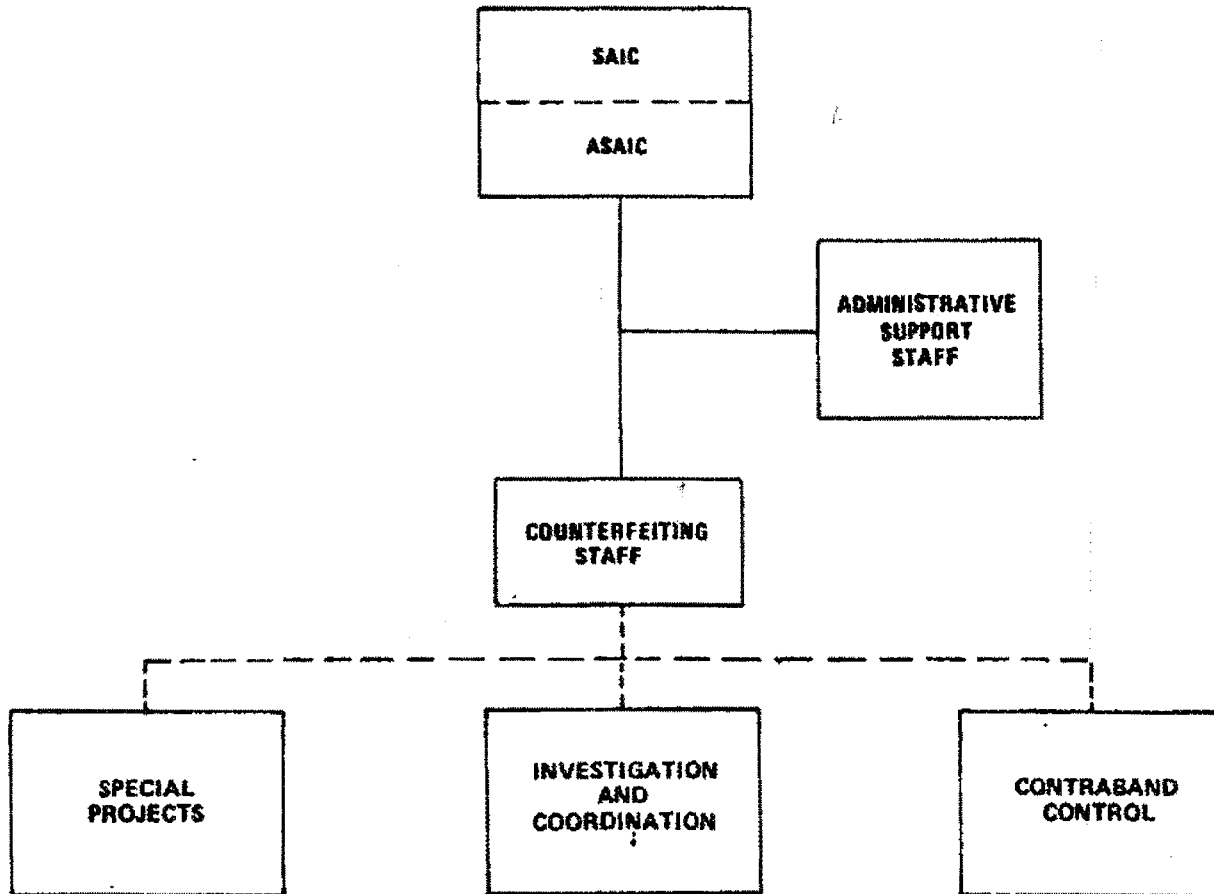 SAIC
ASAIC
ADMINISTRATIVE
SUPPORT
STAFF
COUNTERFEITING
STAFF
SPECIAL
PROJECTS
INVESTIGATION
AND
COORDINATION
CONTRABAND
CONTROL